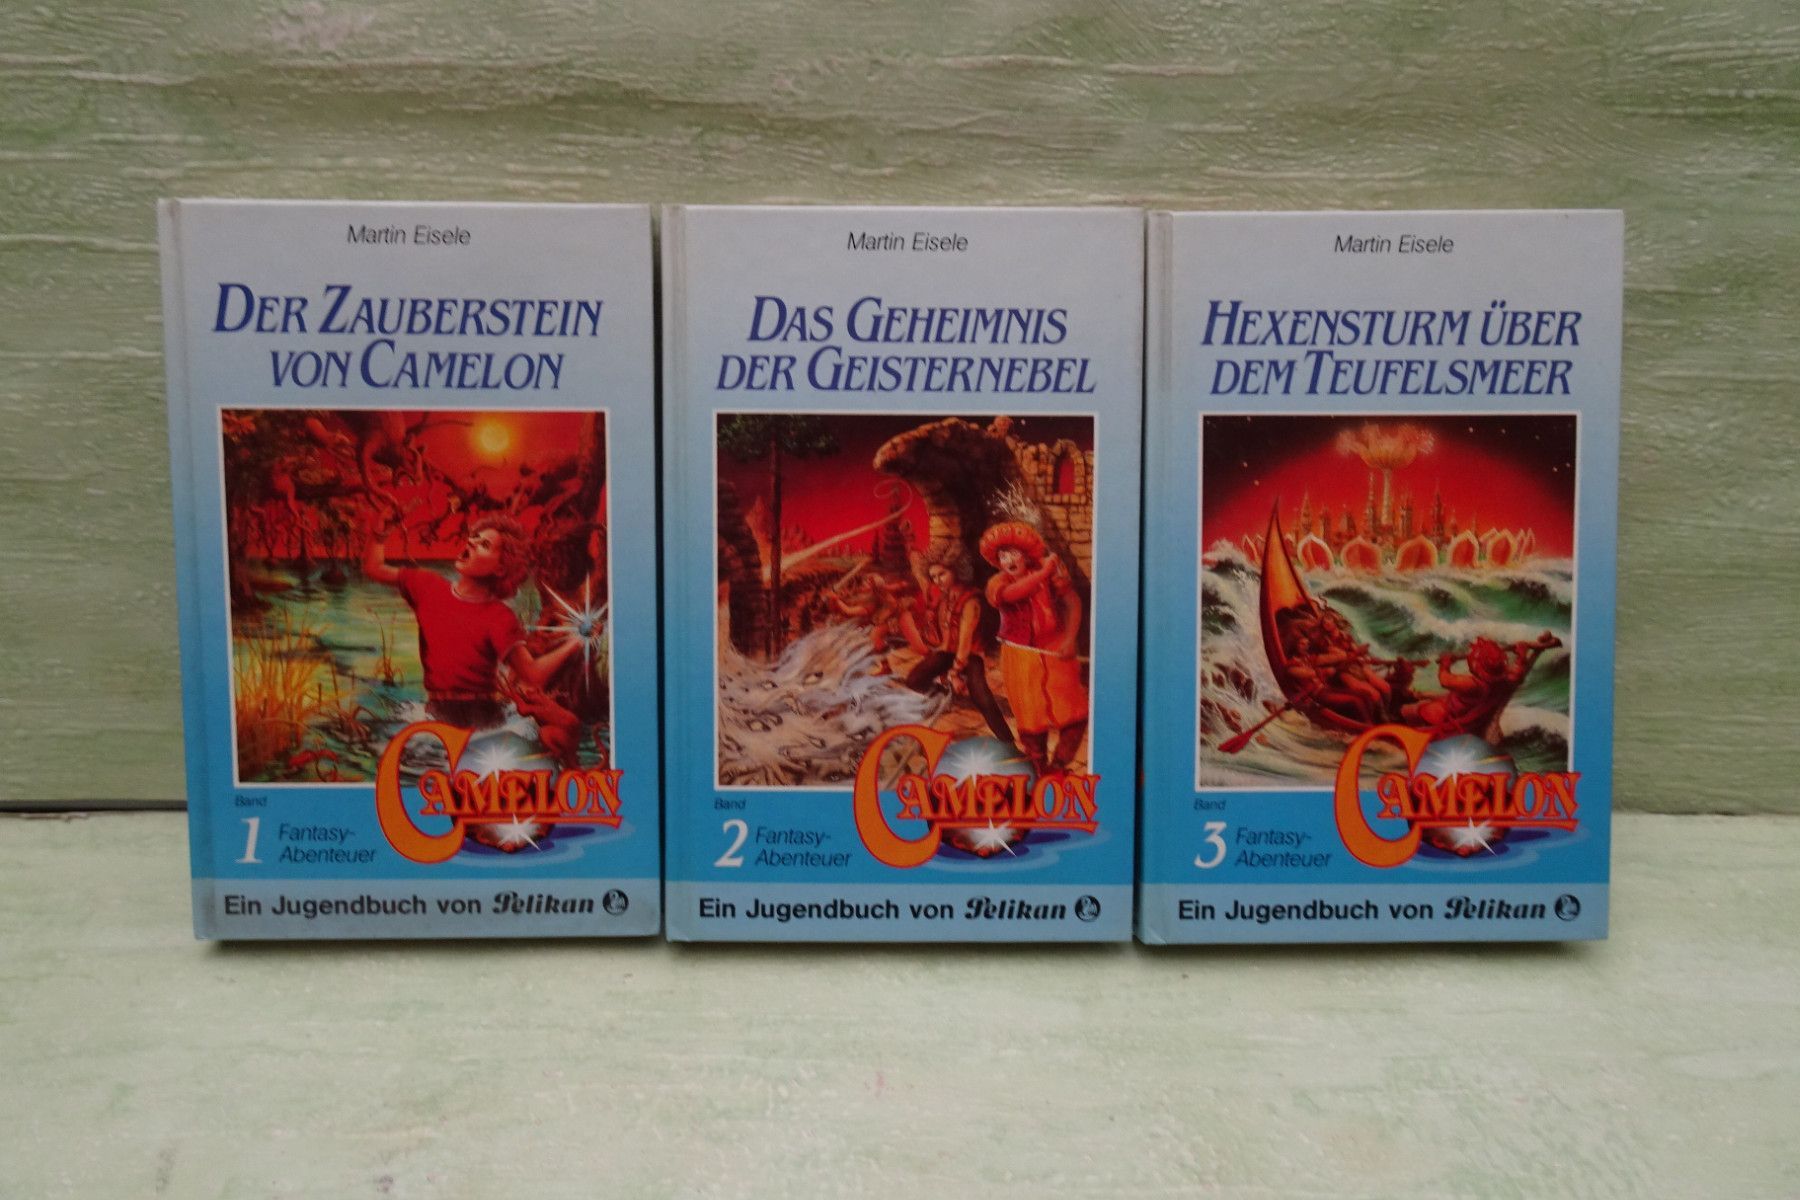 Martin Eisele
DER ZAUBERSTEIN
VON CAMELON
CAMELON
Band
1
Fantasy-
Abenteuer
Ein Jugendbuch von Pelikan
Martin Eisele
DAS GEHEIMNIS
DER GEISTERNEBEL
CAMELON
Band
2
Fantasy-
Abenteuer
Ein Jugendbuch von Pelikan
Martin Eisele
HEXENSTURM ÜBER
DEM TEUFELSMEER
CAMELON
Band
3
Fantasy-
Abenteuer
Ein Jugendbuch von Pelikan